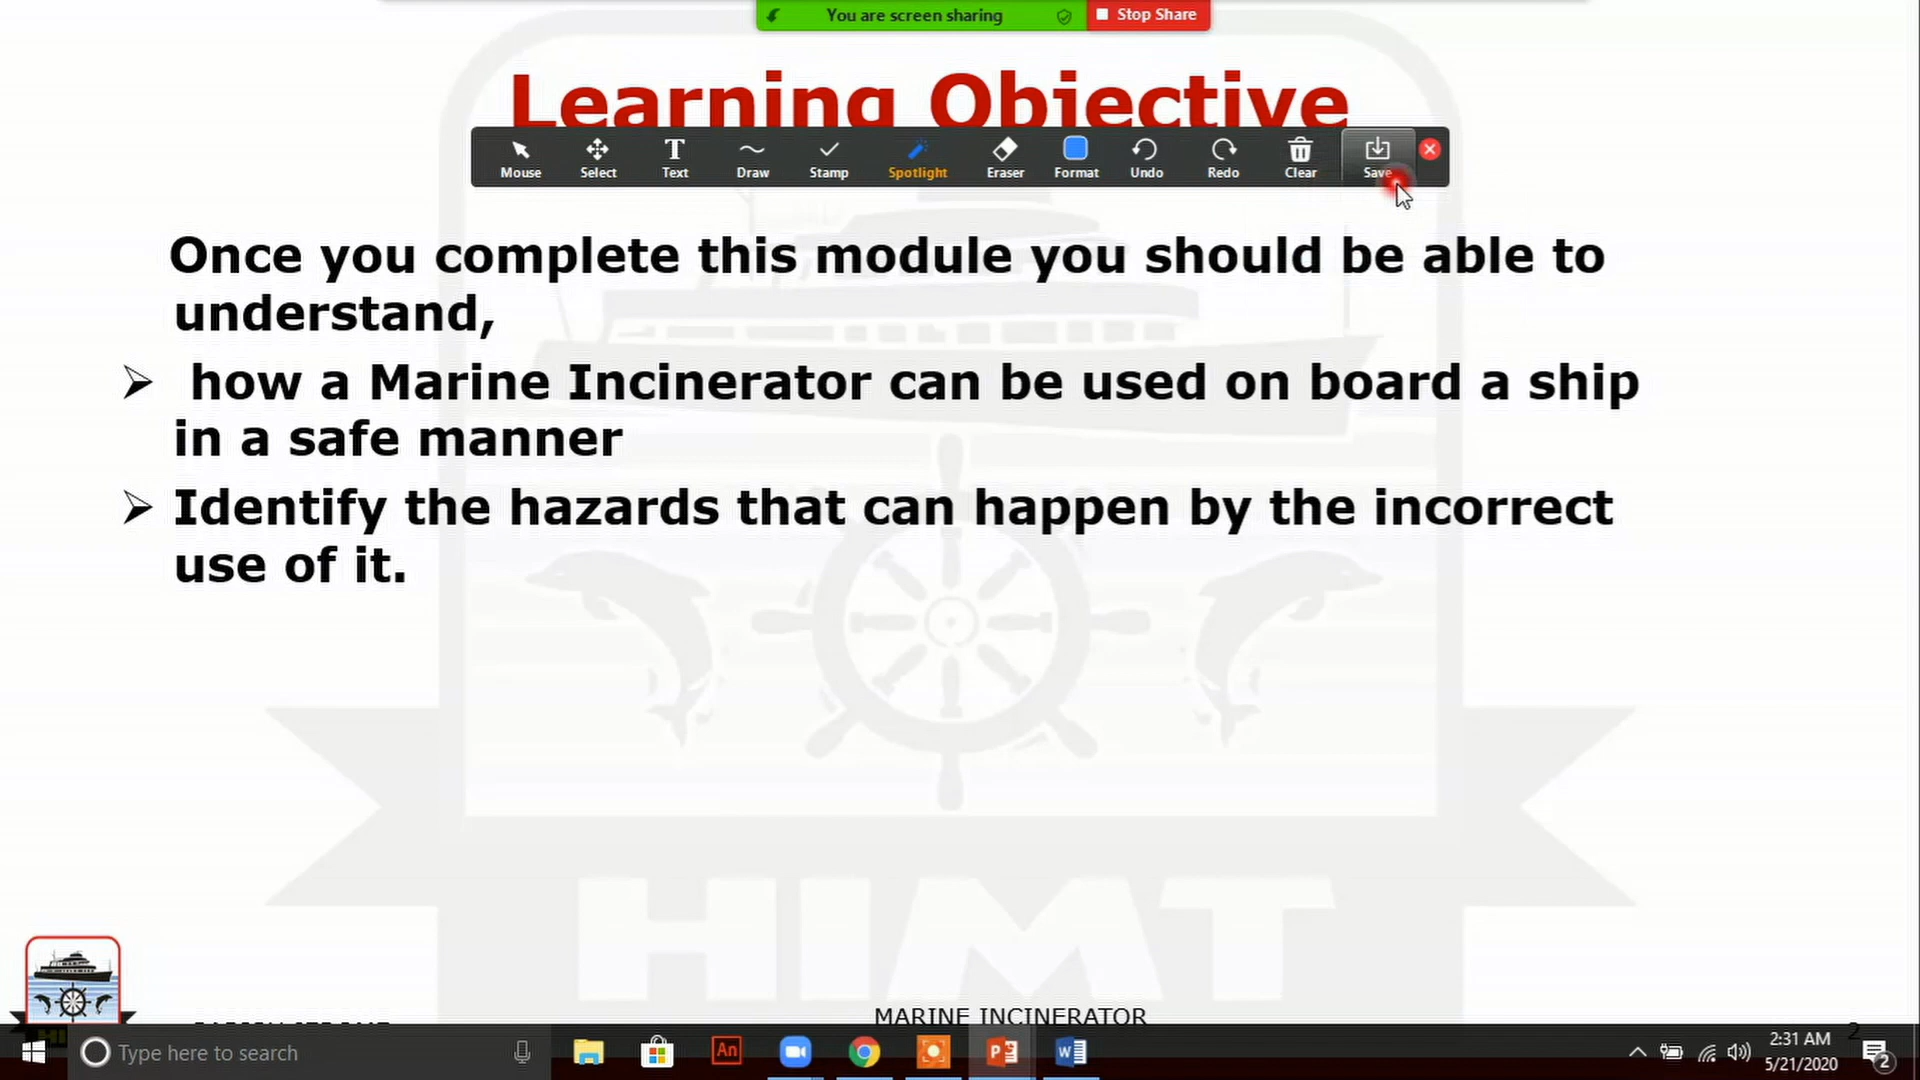 You are screen sharing
Stop Share
Learning Objective
Mouse Select Text Draw Stamp Spotlight Eraser Format Undo Redo Clear Save
Once you complete this module you should be able to
understand,
how a Marine Incinerator can be used on board a ship
in a safe manner
Identify the hazards that can happen by the incorrect
use of it.
HIMT
MARINE INCINERATOR
2
Type here to search
An
2:31 AM
5/21/2020
2